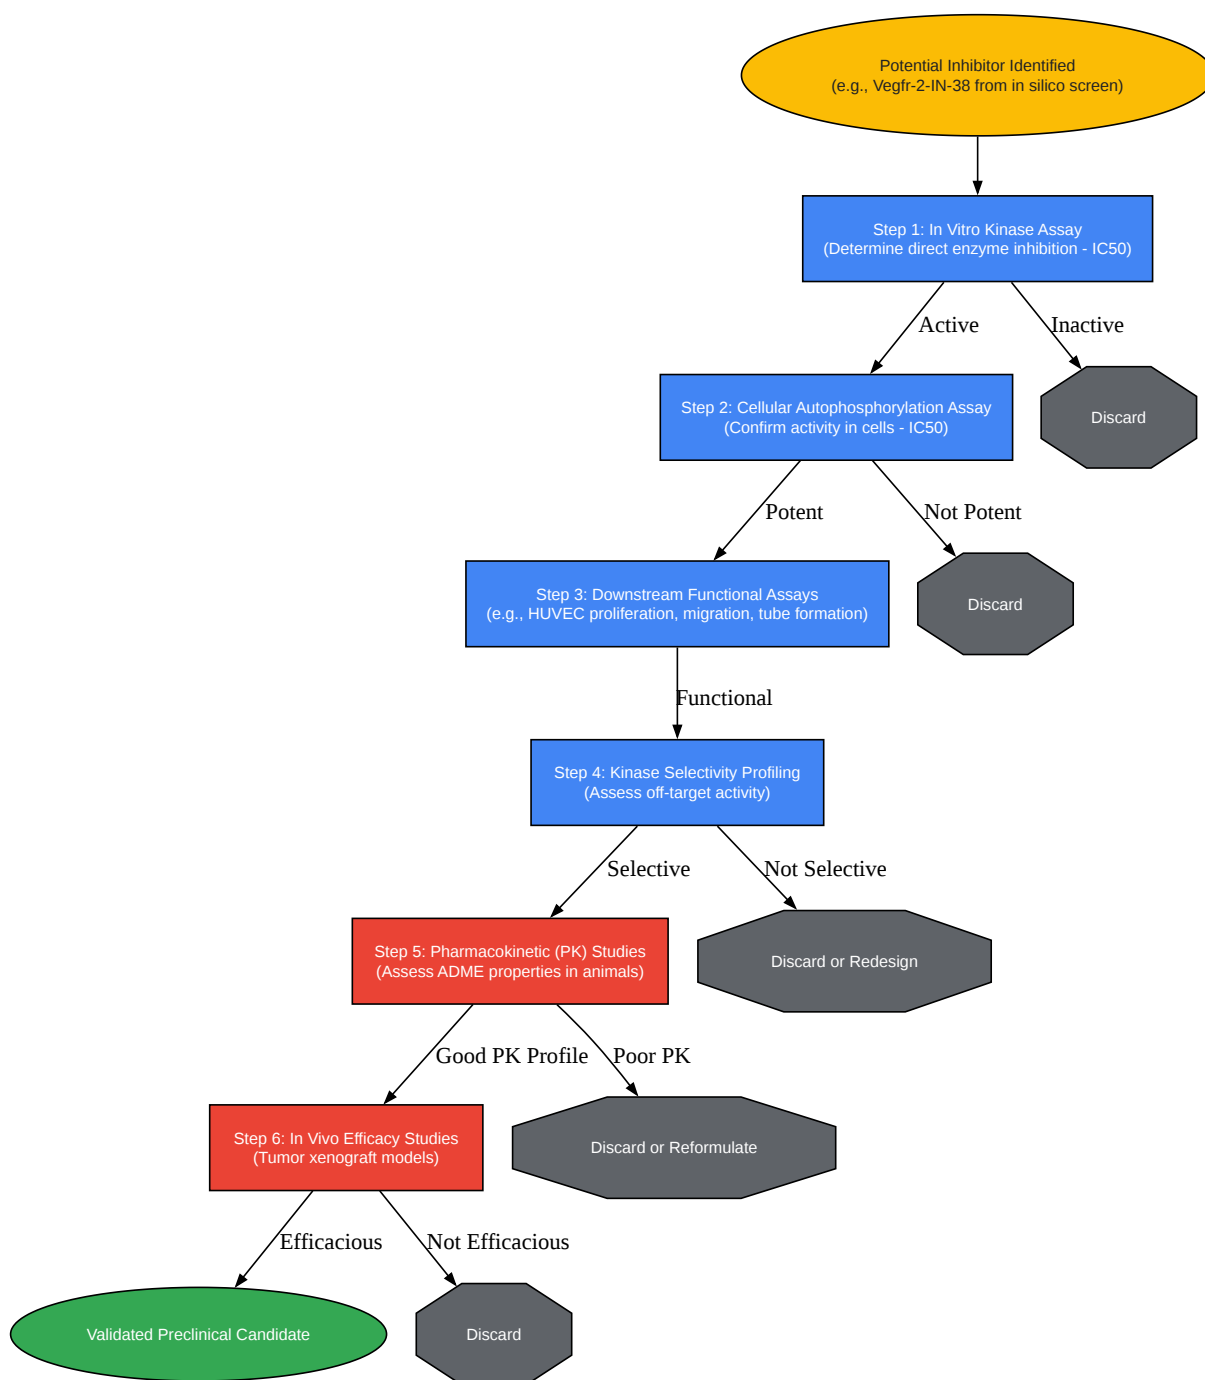 Potential Inhibitor Identified
(e.g., Vegfr-2-IN-38 from in silico screen)
Step 1: In Vitro Kinase Assay
(Determine direct enzyme inhibition - IC50)
Active
Inactive
Step 2: Cellular Autophosphorylation Assay
(Confirm activity in cells - IC50)
Discard
Potent
Not Potent
Step 3: Downstream Functional Assays
(e.g., HUVEC proliferation, migration, tube formation)
Discard
Functional
Step 4: Kinase Selectivity Profiling
(Assess off-target activity)
Selective
Not Selective
Step 5: Pharmacokinetic (PK) Studies
(Assess ADME properties in animals)
Discard or Redesign
Good PK Profile
Poor PK
Step 6: In Vivo Efficacy Studies
(Tumor xenograft models)
Discard or Reformulate
Efficacious
Not Efficacious
Validated Preclinical Candidate
Discard